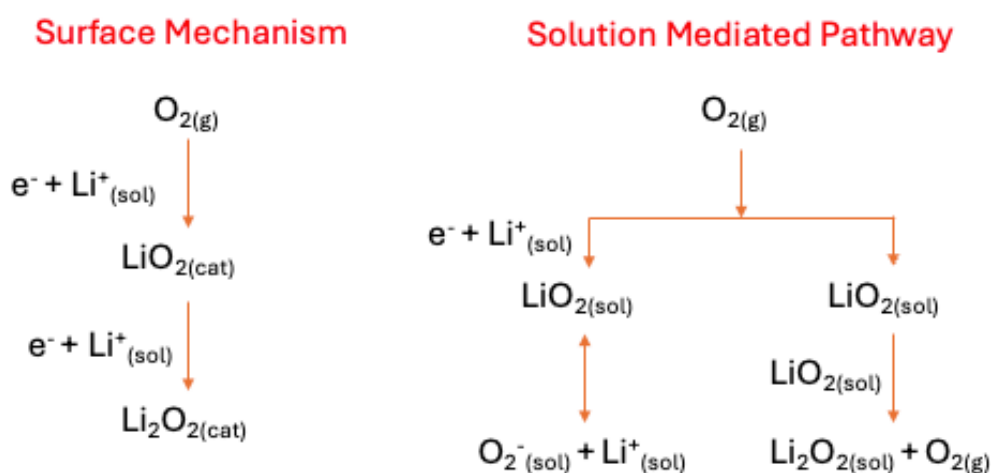 Surface Mechanism
O₂(g)
e⁻ + Li⁺(sol)
LiO₂(cat)
e⁻ + Li⁺(sol)
Li₂O₂(cat)
Solution Mediated Pathway
O₂(g)
e⁻ + Li⁺(sol)
LiO₂(sol)
LiO₂(sol)
LiO₂(sol)
O₂⁻(sol) + Li⁺(sol)
Li₂O₂(sol) + O₂(g)